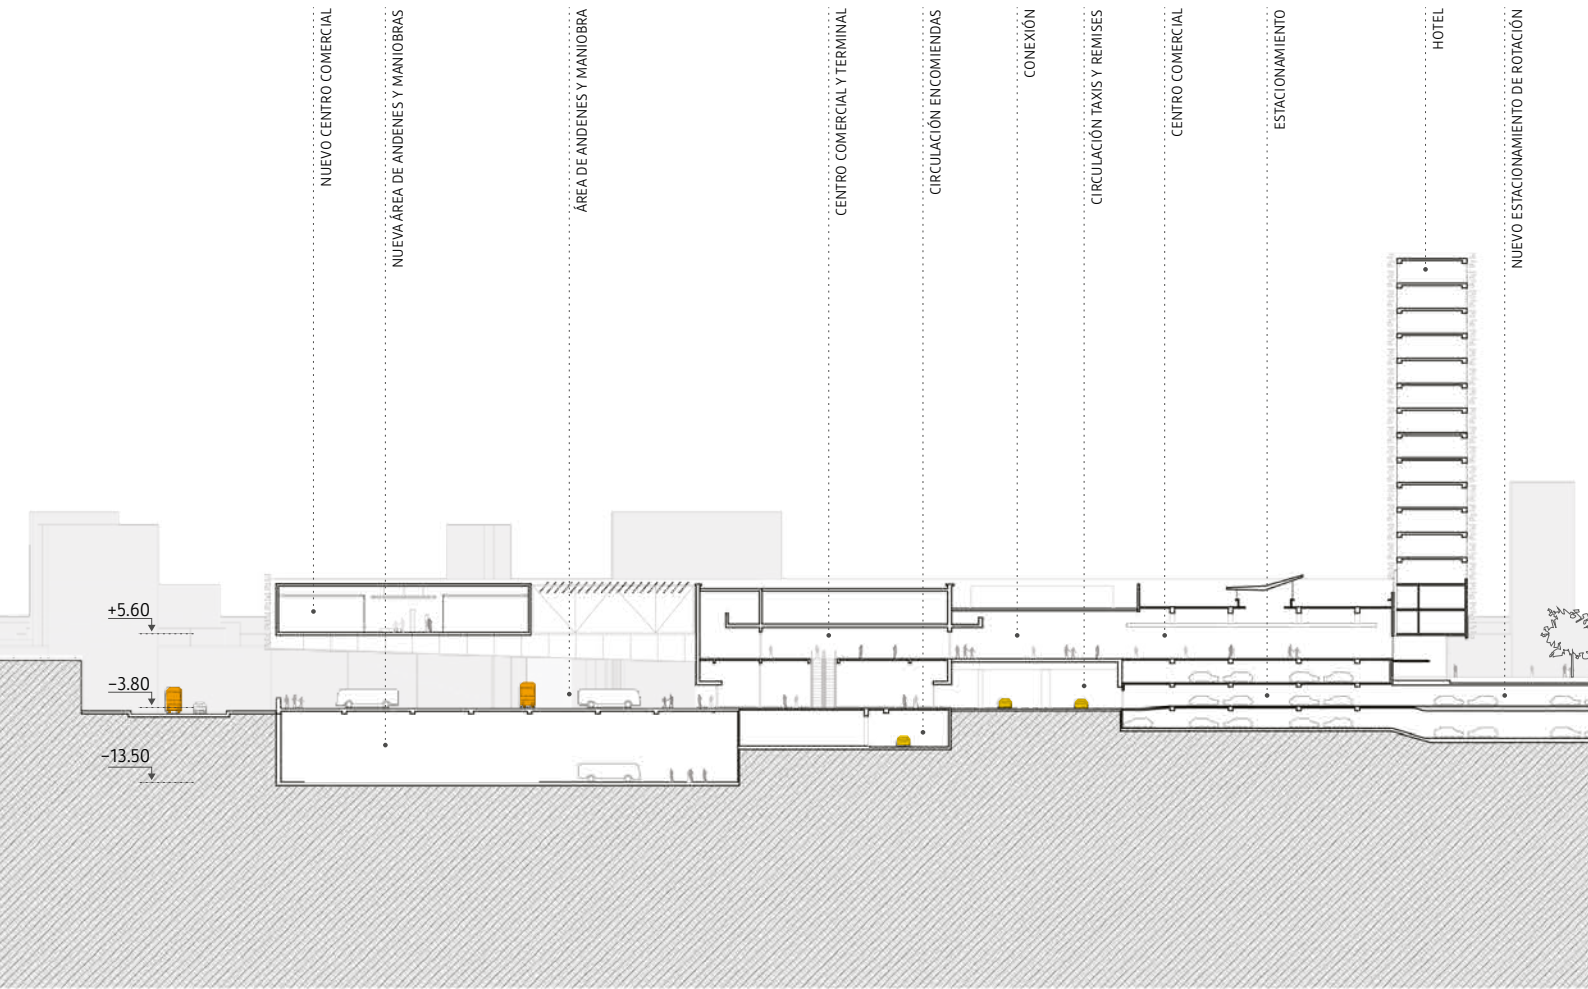 NUEVO CENTRO COMERCIAL
NUEVA ÁREA DE ANDENES Y MANIOBRAS
ÁREA DE ANDENES Y MANIOBRA
CENTRO COMERCIAL Y TERMINAL
CIRCULACIÓN ENCOMIENDAS
CONEXIÓN
CIRCULACIÓN TAXIS Y REMISES
CENTRO COMERCIAL
ESTACIONAMIENTO
HOTEL
NUEVO ESTACIONAMIENTO DE ROTACIÓN
+5.60
−3.80
−13.50